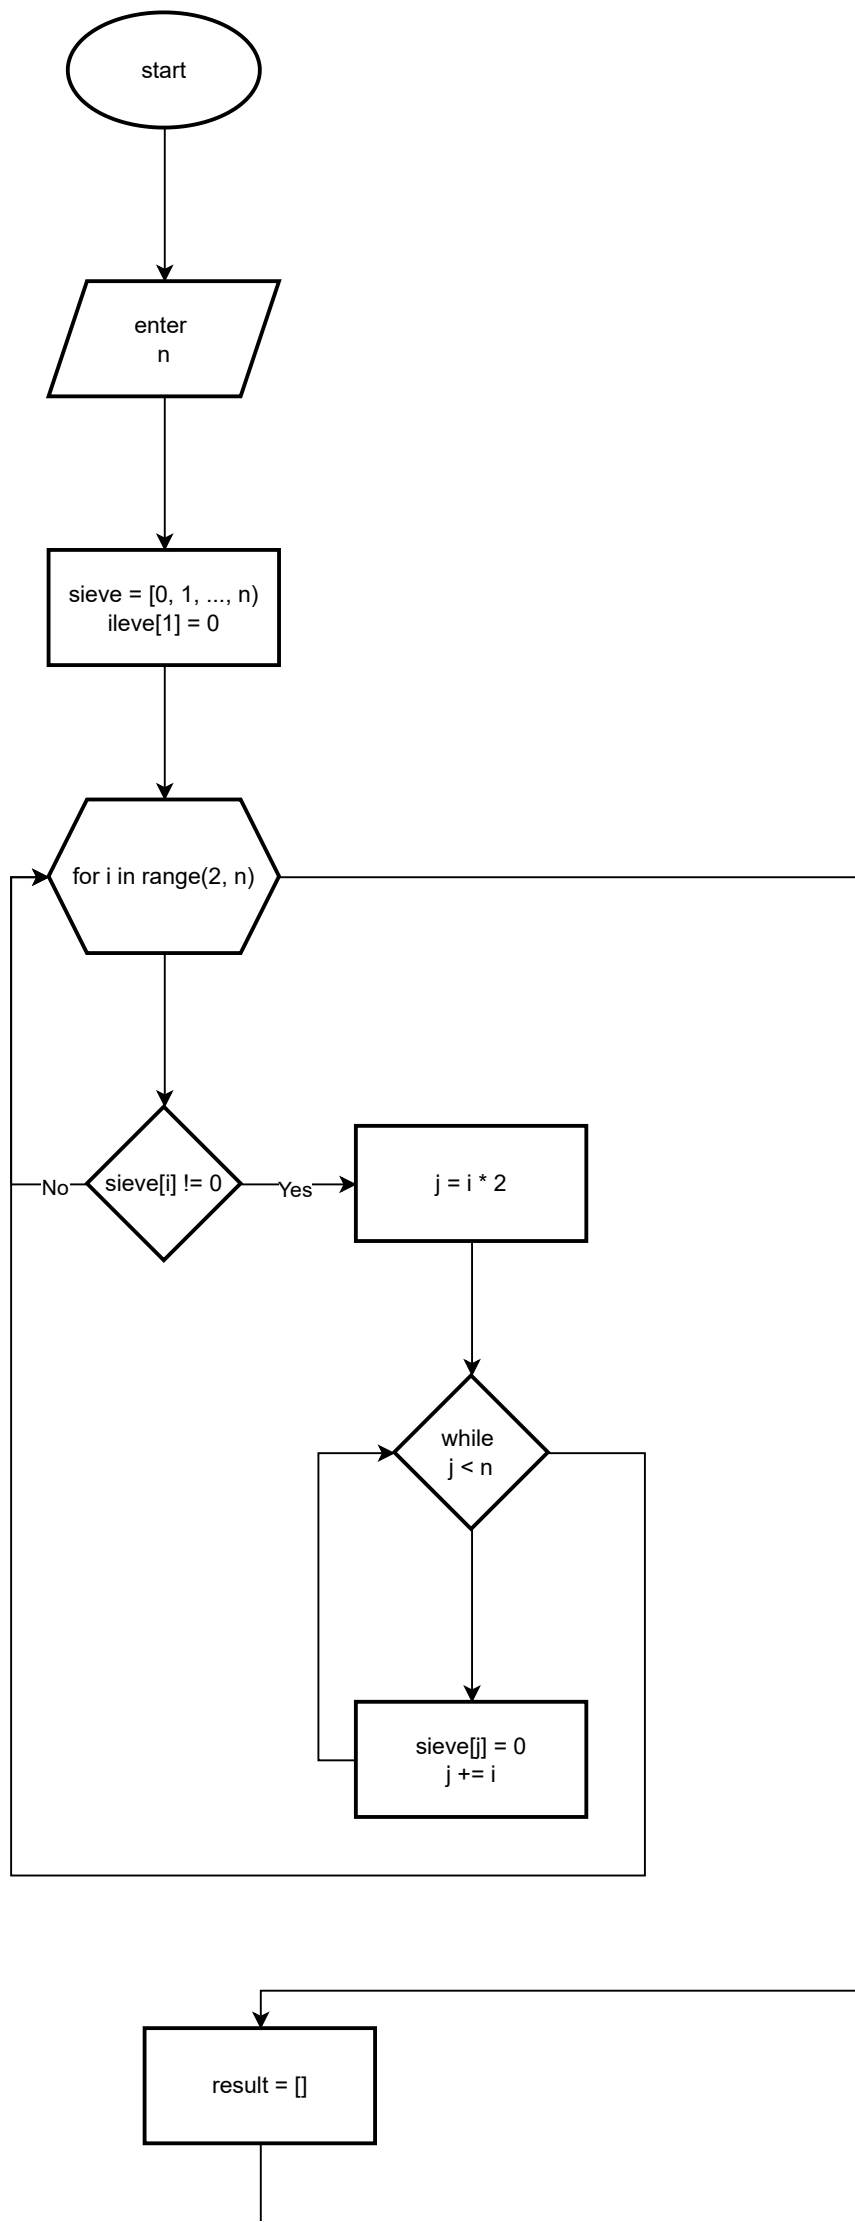 start
enter
n
sieve = [0, 1, ..., n)
ileve[1] = 0
for i in range(2, n)
sieve[i] != 0
No
Yes
j = i * 2
while
j < n
sieve[j] = 0
j += i
result = []